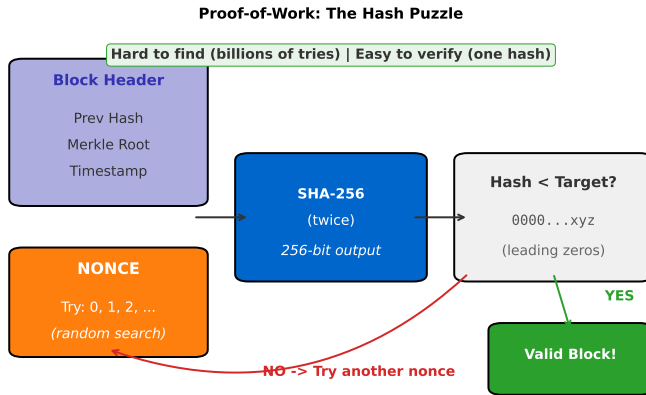 Proof-of-Work: The Hash Puzzle
Hard to find (billions of tries) | Easy to verify (one hash)
Block Header
Prev Hash
Merkle Root
Timestamp
SHA-256
(twice)
256-bit output
Hash < Target?
0000...xyz
(leading zeros)
NONCE
Try: 0, 1, 2, ...
(random search)
YES
Valid Block!
NO -> Try another nonce